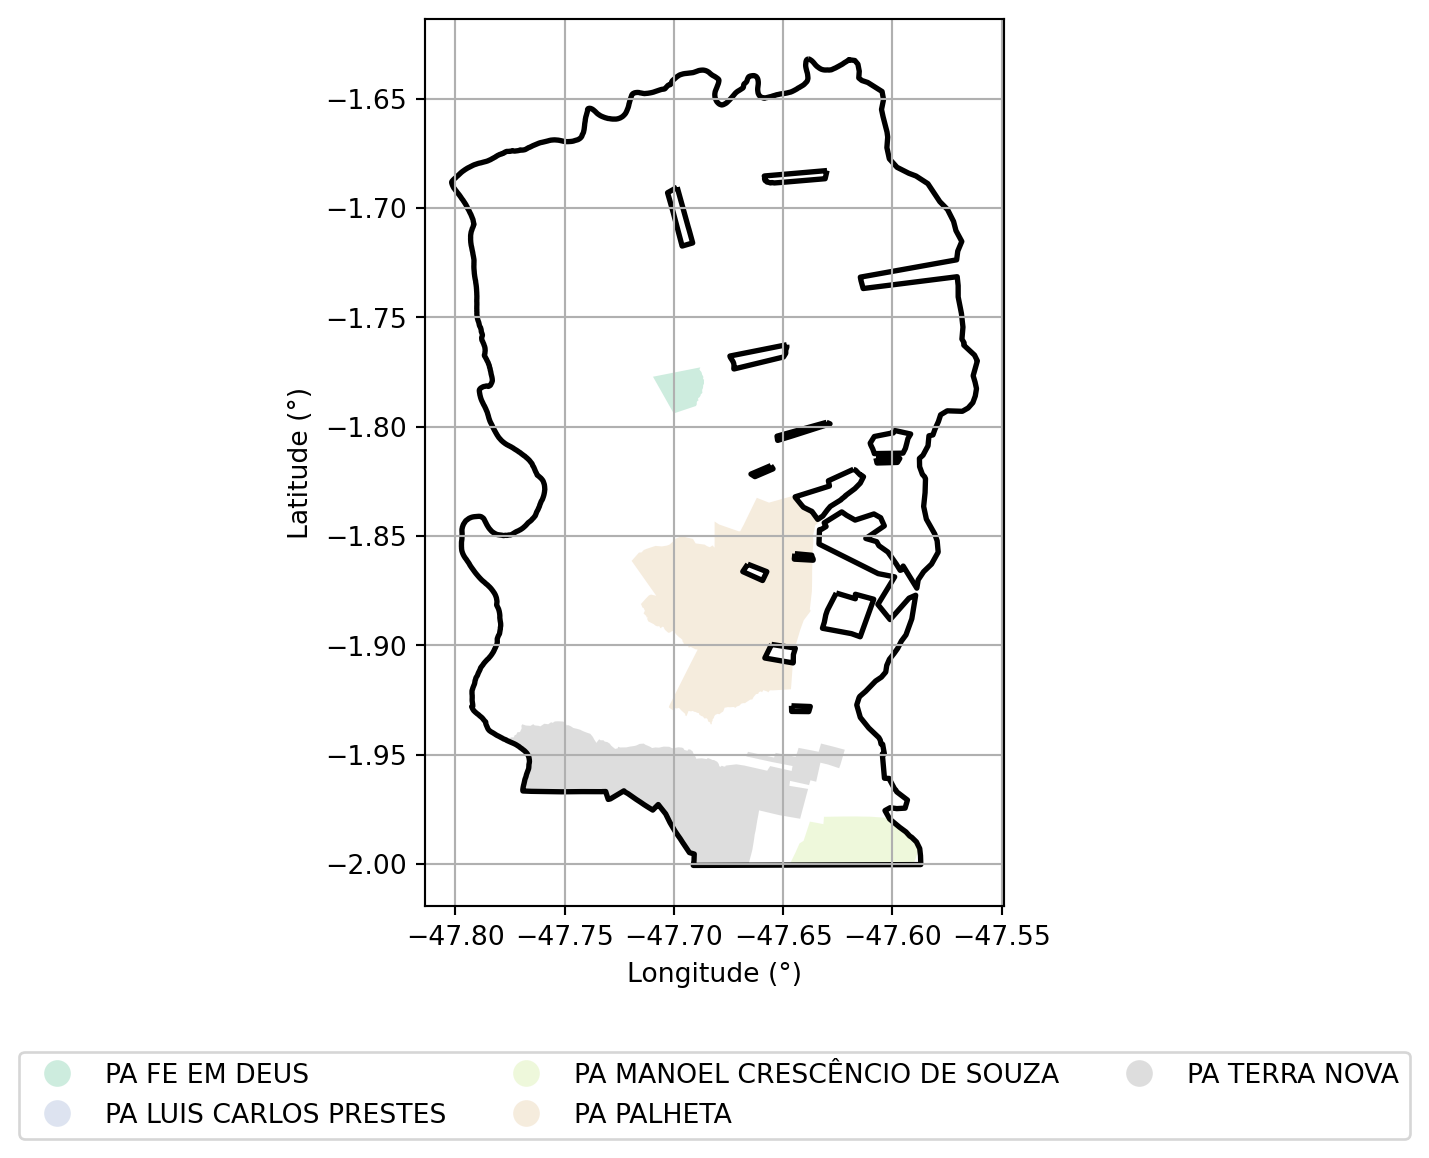 −1.65
−1.70
−1.75
−1.80
−1.85
−1.90
−1.95
−2.00
Latitude (°)
−47.80 −47.75 −47.70 −47.65 −47.60 −47.55
Longitude (°)
PA FE EM DEUS
PA LUIS CARLOS PRESTES
PA MANOEL CRESCÊNCIO DE SOUZA
PA PALHETA
PA TERRA NOVA